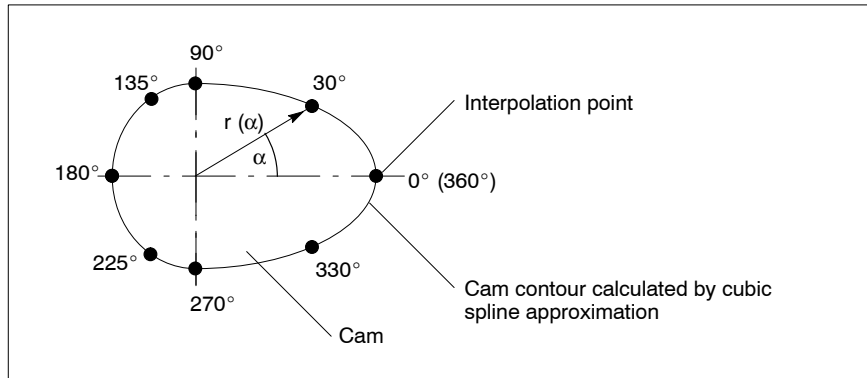 90°
135°
30°
Interpolation point
r (α)
α
180°
0° (360°)
225°
330°
270°
Cam contour calculated by cubic
spline approximation
Cam